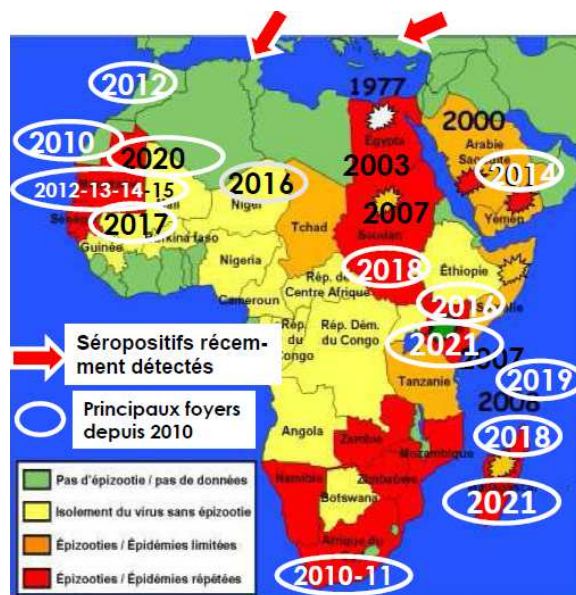 1977
2012
2000
Arabie
Saoudite
Egypte
2010
2020
2003
2014
2012-13-14-15
2016
Niger
Tchad
2007
Soudan
Yémen
2017
Sénégal
Guinée
Burkina faso
Nigeria
2018
Éthiopie
Rép. de
Centre Afrique
Cameroun
2016
Rép.
du
Congo
Rép. Dém.
du Congo
2021
2007
Tanzanie
2019
2008
Séropositifs récem-
ment détectés
Principaux foyers
depuis 2010
Angola
Zambie
Mozambique
2018
Namibie
Zimbabwe
Botswana
2021
Afrique du
2010-11
Pas d'épizootie / pas de données
Isolement du virus sans épizootie
Épizooties / Épidémies limitées
Épizooties / Épidémies répétées